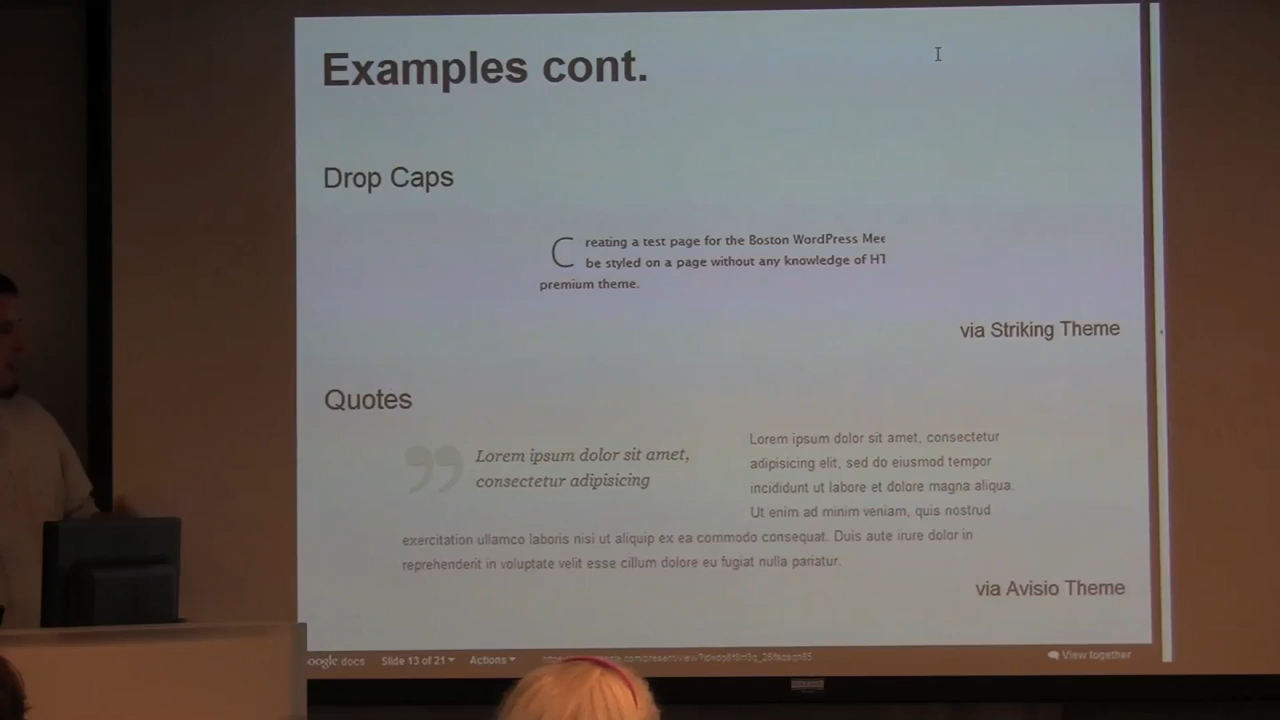 Examples cont.
Drop Caps
Creating a test page for the Boston WordPress Mee
be styled on a page without any knowledge of HT
premium theme.
via Striking Theme
Quotes
” Lorem ipsum dolor sit amet,
consectetur adipisicing
Lorem ipsum dolor sit amet, consectetur
adipisicing elit, sed do eiusmod tempor
incididunt ut labore et dolore magna aliqua.
Ut enim ad minim veniam, quis nostrud
exercitation ullamco laboris nisi ut aliquip ex ea commodo consequat. Duis aute irure dolor in
reprehenderit in voluptate velit esse cillum dolore eu fugiat nulla pariatur.
via Avisio Theme
oogle docs Slide 13 of 21 Actions View together